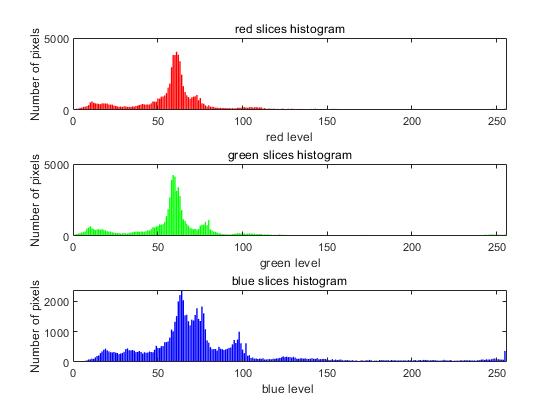 red slices histogram
Number of pixels
5000
0
0 50 100 150 200 250
red level
green slices histogram
Number of pixels
5000
0
0 50 100 150 200 250
green level
blue slices histogram
Number of pixels
2000
1000
0
0 50 100 150 200 250
blue level